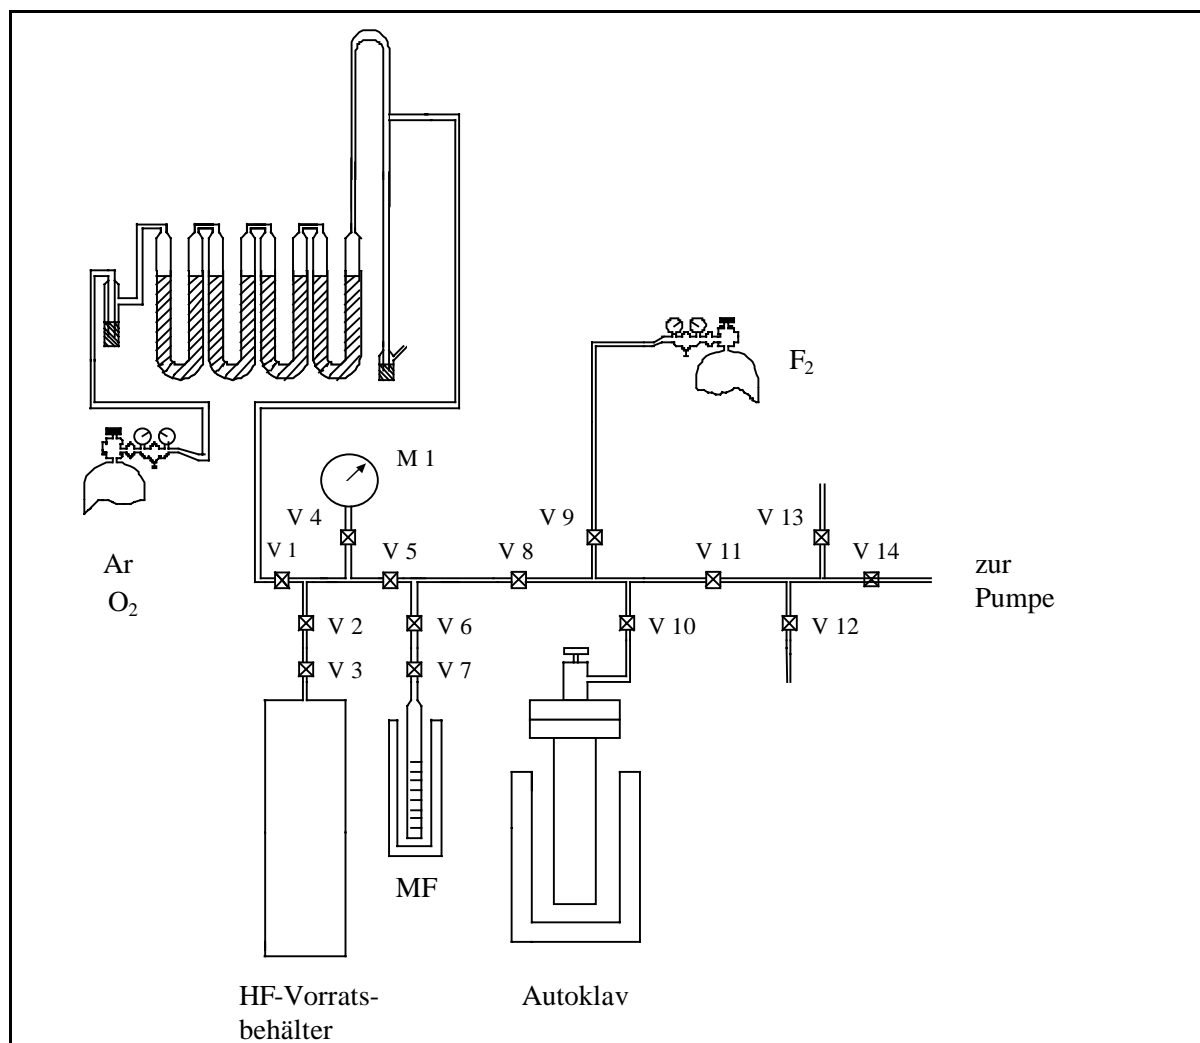 F₂
M 1
V 4
V 9
V 13
V 1
V 5
V 8
V 11
V 14
Ar
O₂
zur
Pumpe
V 2
V 6
V 10
V 12
V 3
V 7
MF
HF-Vorrats-
behälter
Autoklav